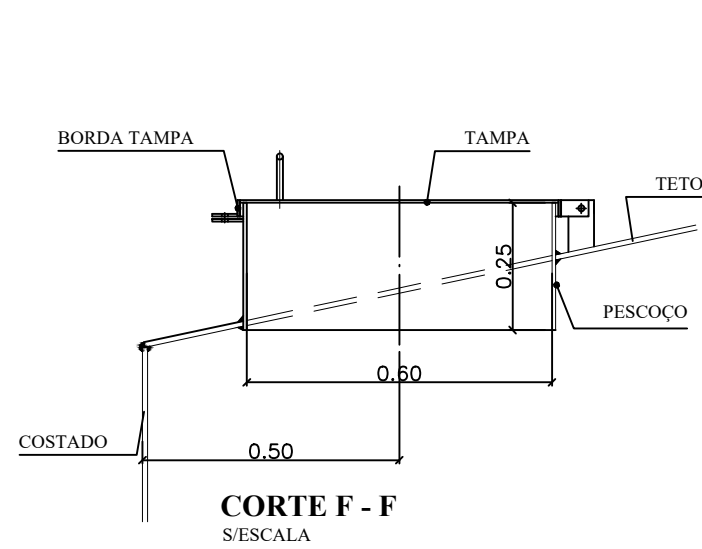 BORDA TAMPA
TAMPA
TETO
0.25
PESCOÇO
0.60
COSTADO
0.50
CORTE F - F
S/ESCALA